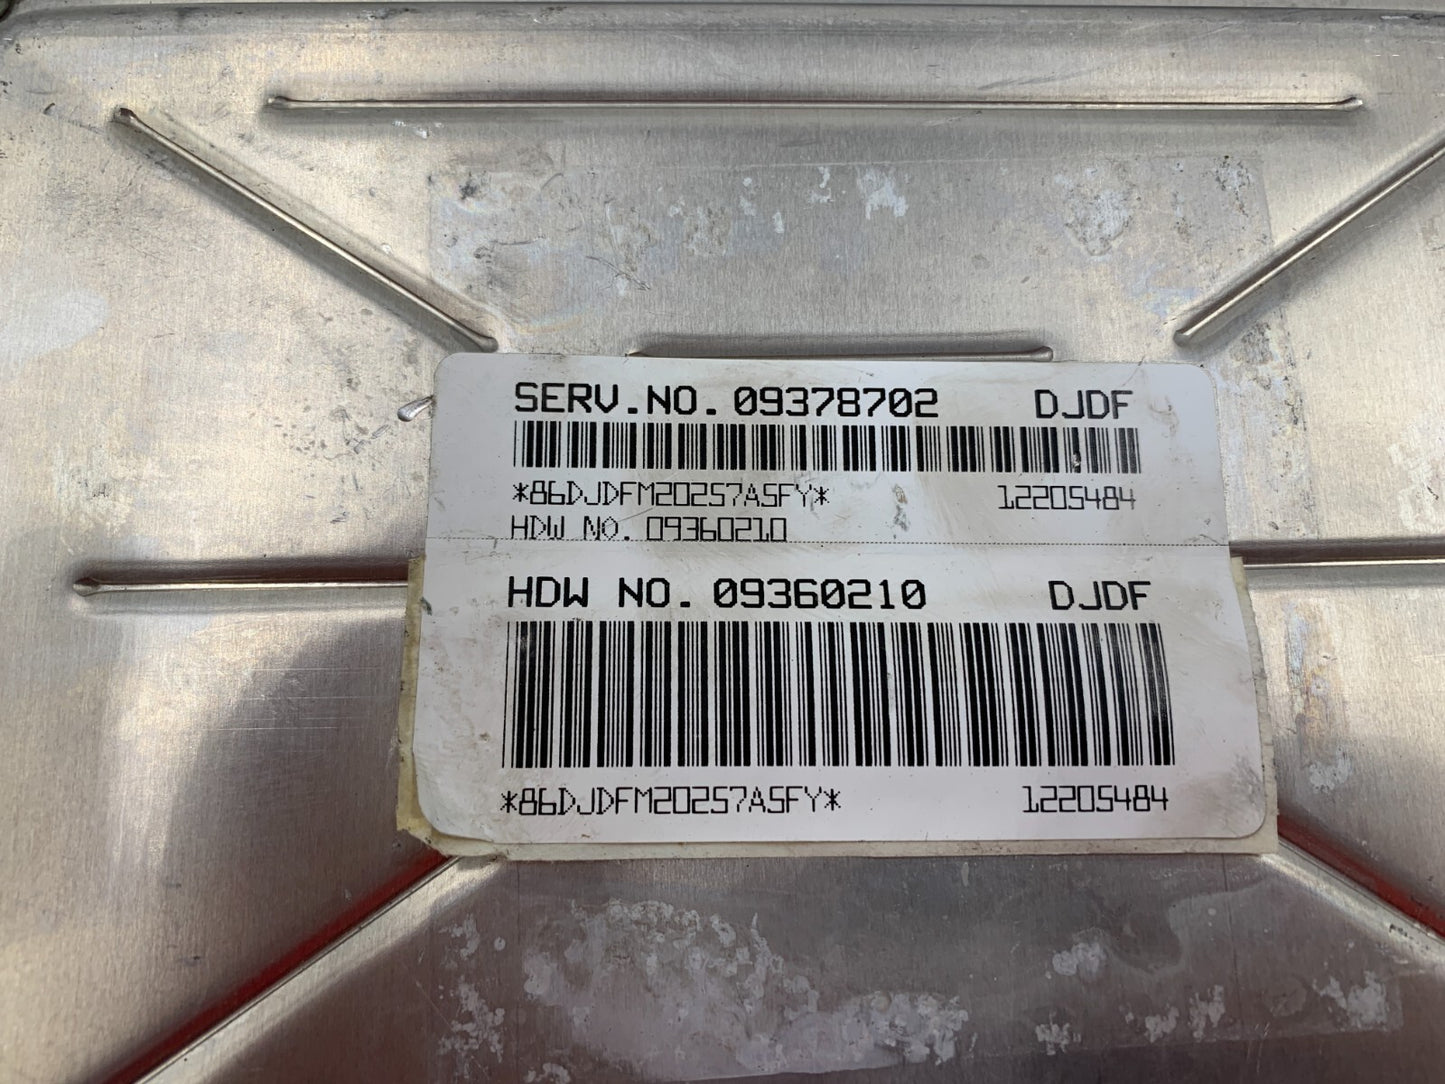 SERV.NO. 09378702 DJDF
*86DJDFM20257A5FY* 12205484
HDW NO. 09360210
HDW NO. 09360210 DJDF
*86DJDFM20257A5FY* 12205484